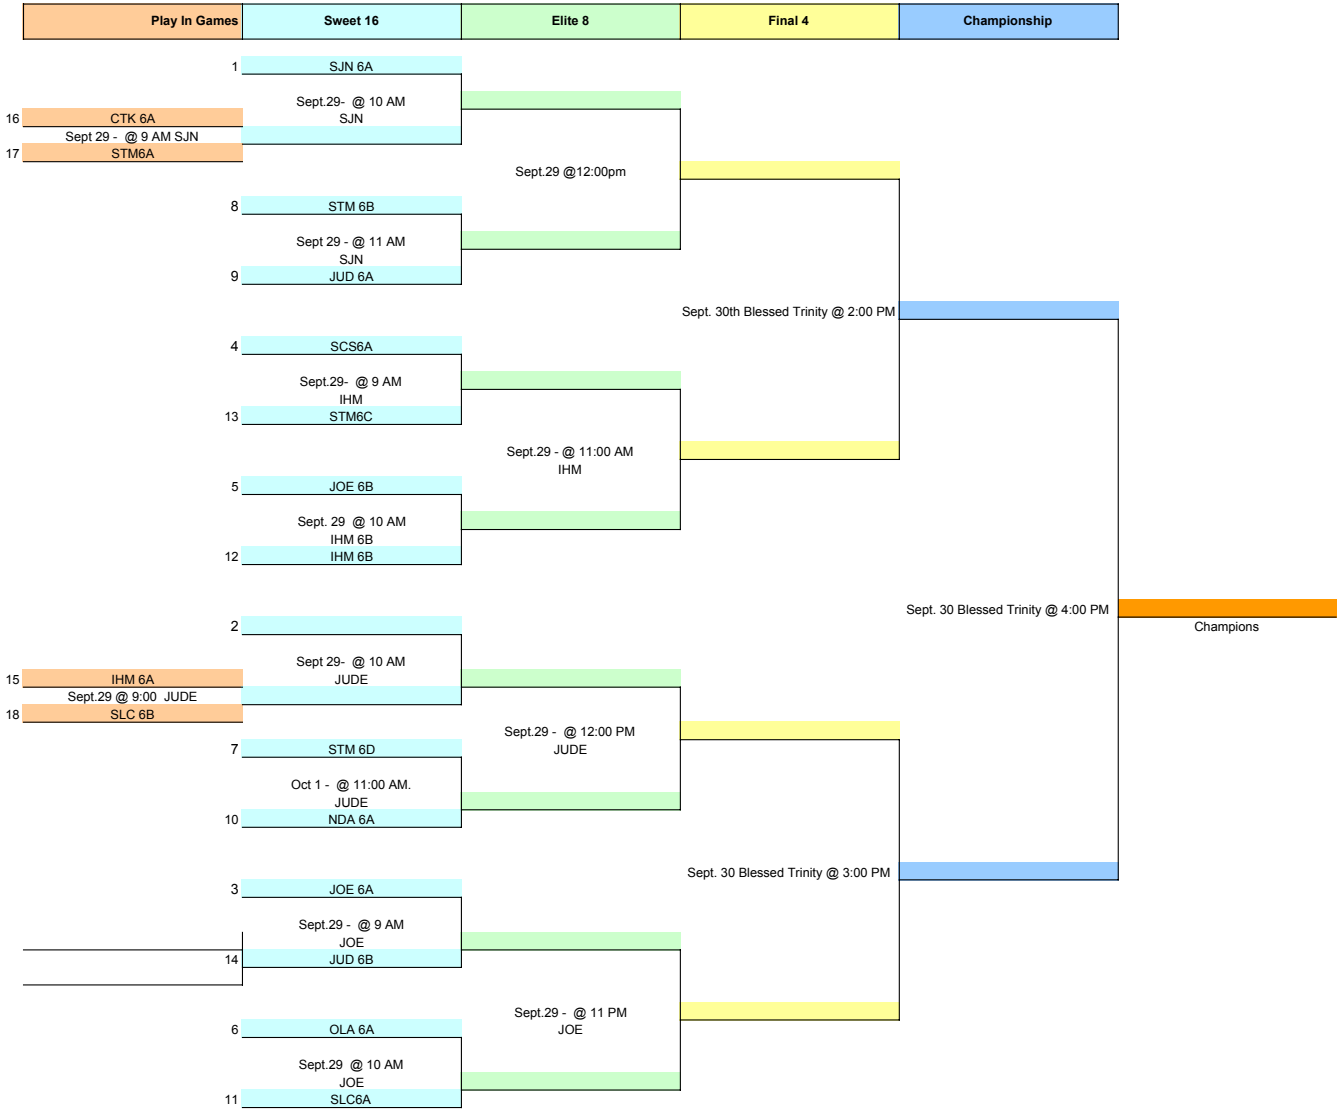 Play In Games
Sweet 16
Elite 8
Final 4
Championship
1
SJN 6A
Sept.29-  @ 10 AM
SJN
16
CTK 6A
Sept 29 -  @ 9 AM SJN
17
STM6A
Sept.29 @12:00pm
8
STM 6B
Sept 29 - @ 11 AM
SJN
9
JUD 6A
Sept. 30th Blessed Trinity @ 2:00 PM
4
SCS6A
Sept.29-  @ 9 AM
IHM
13
STM6C
Sept.29 - @ 11:00 AM
IHM
5
JOE 6B
Sept. 29  @ 10 AM
IHM 6B
12
IHM 6B
Sept. 30 Blessed Trinity @ 4:00 PM
Champions
2
Sept 29-  @ 10 AM
JUDE
15
IHM 6A
Sept.29 @ 9:00  JUDE
18
SLC 6B
Sept.29 -  @ 12:00 PM
JUDE
7
STM 6D
Oct 1 -  @ 11:00 AM.
JUDE
10
NDA 6A
Sept. 30 Blessed Trinity @ 3:00 PM
3
JOE 6A
Sept.29 -  @ 9 AM
JOE
14
JUD 6B
Sept.29 -  @ 11 PM
JOE
6
OLA 6A
Sept.29  @ 10 AM
JOE
11
SLC6A